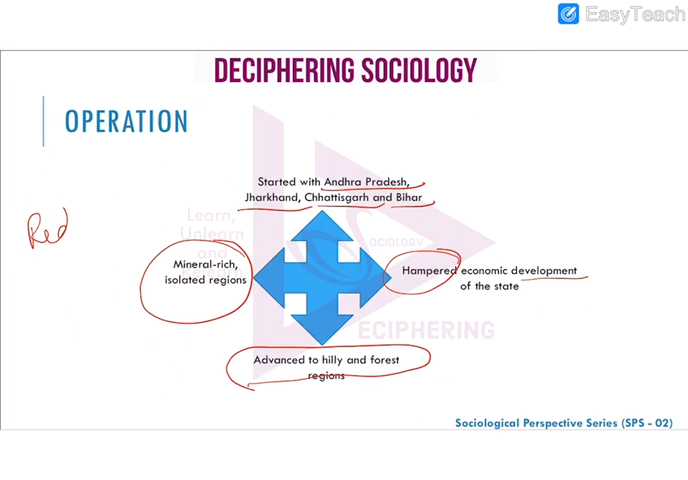 EasyTeach
DECIPHERING SOCIOLOGY
OPERATION
Started with Andhra Pradesh,
Jharkhand, Chhattisgarh and Bihar
Red
Learn,
Unlearn
and
OCIOLOGY
Mineral-rich,
isolated regions
Hampered economic development
of the state
ECIPHERING
Advanced to hilly and forest
regions
Sociological Perspective Series (SPS - 02)